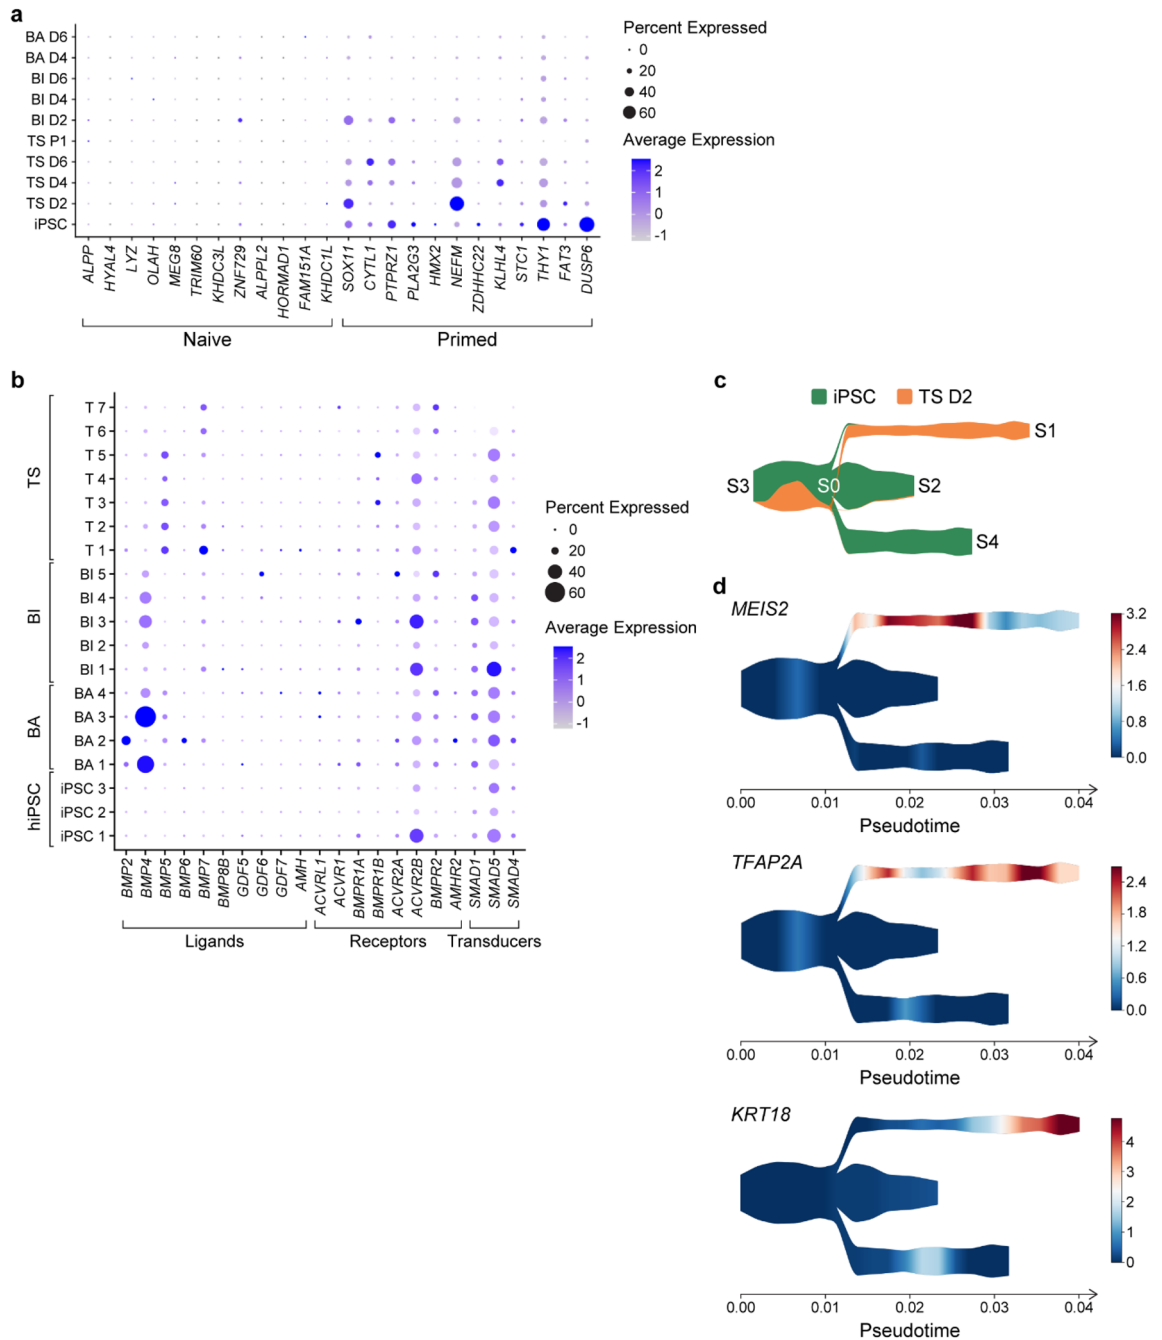 a
BA D6
BA D4
BI D6
BI D4
BI D2
TS P1
TS D6
TS D4
TS D2
iPSC
ALPP
HYAL4
LYZ
OLAH
MEG8
TRIM60
KHDC3L
ZNF729
ALPPL2
HORMAD1
FAM151A
KHDC1L
SOX11
CYTL1
PTPRZ1
PLA2G3
HMX2
NEFM
ZDHHC22
KLHL4
STC1
THY1
FAT3
DUSP6
Naive
Primed
Percent Expressed
0
20
40
60
Average Expression
2
1
0
-1
b
TS
BI
BA
hiPSC
T 7
T 6
T 5
T 4
T 3
T 2
T 1
BI 5
BI 4
BI 3
BI 2
BI 1
BA 4
BA 3
BA 2
BA 1
iPSC 3
iPSC 2
iPSC 1
BMP2
BMP4
BMP5
BMP6
BMP7
BMP8B
GDF5
GDF6
GDF7
AMH
ACVRL1
ACVR1
BMPR1A
BMPR1B
ACVR2A
ACVR2B
BMPR2
AMHR2
SMAD1
SMAD5
SMAD4
Ligands
Receptors
Transducers
Percent Expressed
0
20
40
60
Average Expression
2
1
0
-1
c
iPSC
TS D2
S1
S3
S0
S2
S4
d
MEIS2
3.2
2.4
1.6
0.8
0.0
0.00
0.01
0.02
0.03
0.04
Pseudotime
TFAP2A
2.4
1.8
1.2
0.6
0.0
0.00
0.01
0.02
0.03
0.04
Pseudotime
KRT18
4
3
2
1
0
0.00
0.01
0.02
0.03
0.04
Pseudotime